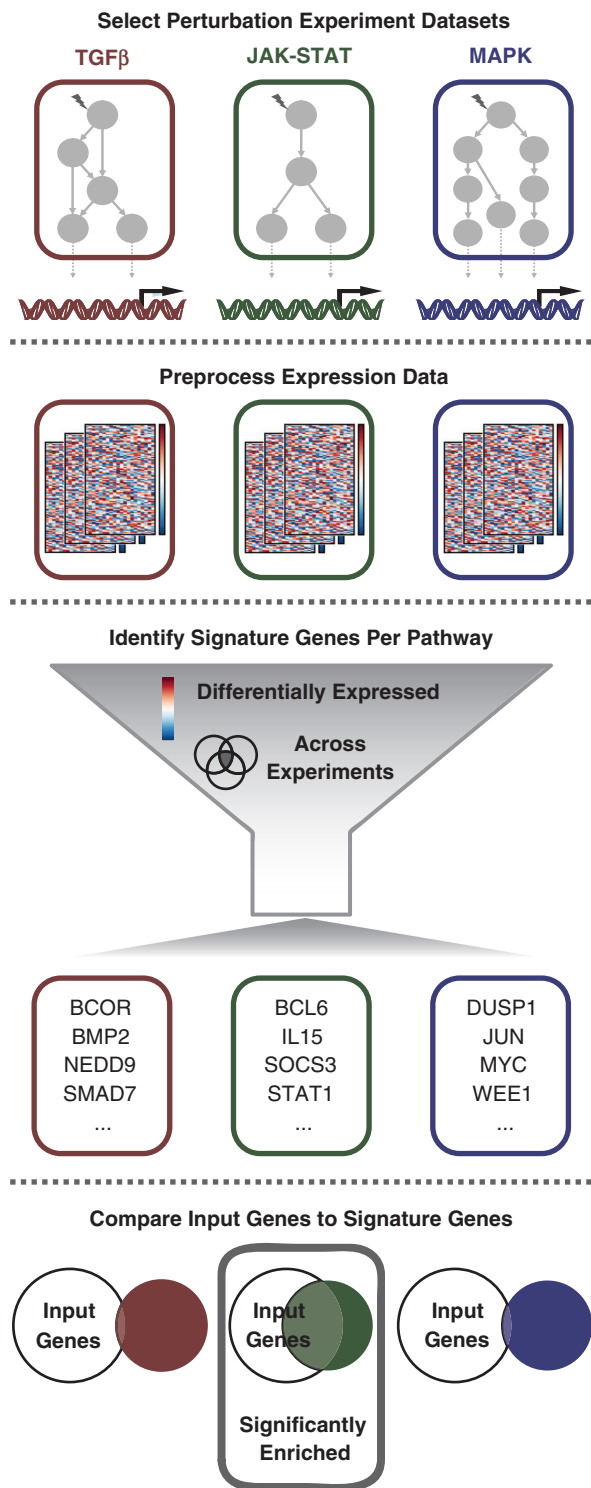 Select Perturbation Experiment Datasets
TGFβ
JAK-STAT
MAPK
Preprocess Expression Data
Identify Signature Genes Per Pathway
Differentially Expressed
Across
Experiments
BCOR
BMP2
NEDD9
SMAD7
...
BCL6
IL15
SOCS3
STAT1
...
DUSP1
JUN
MYC
WEE1
...
Compare Input Genes to Signature Genes
Input
Genes
Input
Genes
Significantly
Enriched
Input
Genes